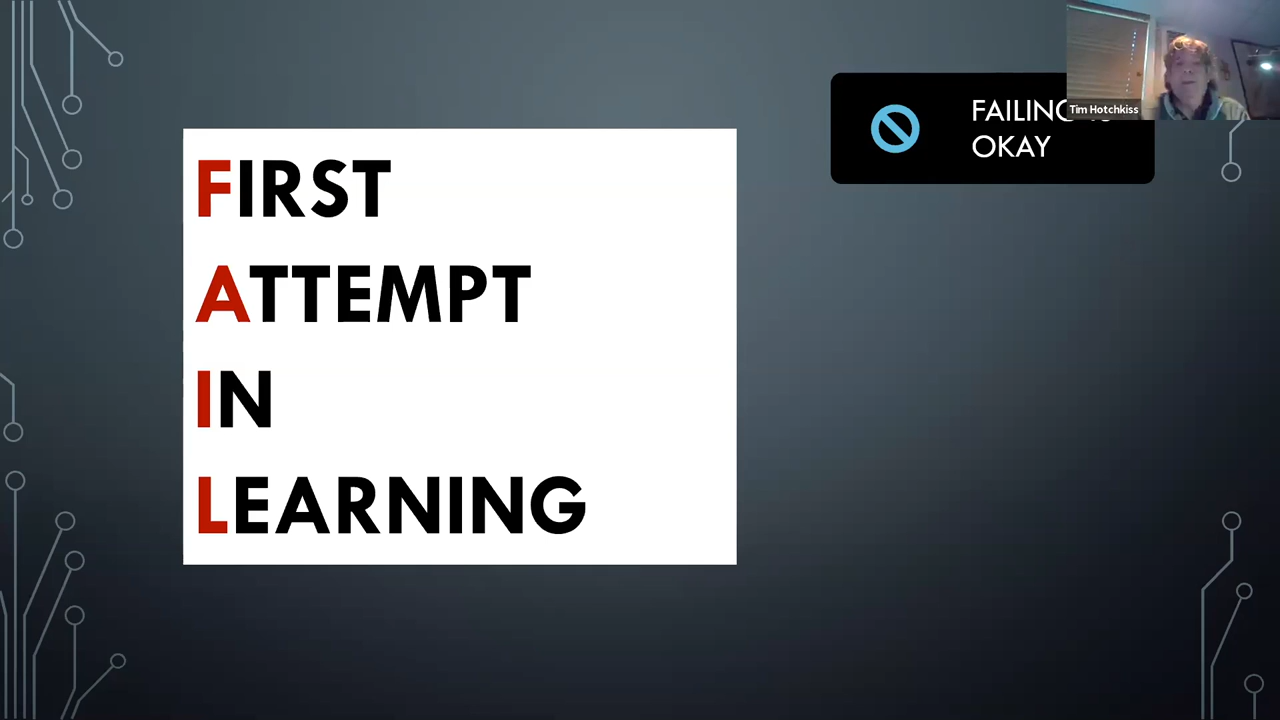 FIRST
ATTEMPT
IN
LEARNING
FAILING
OKAY
Tim Hotchkiss